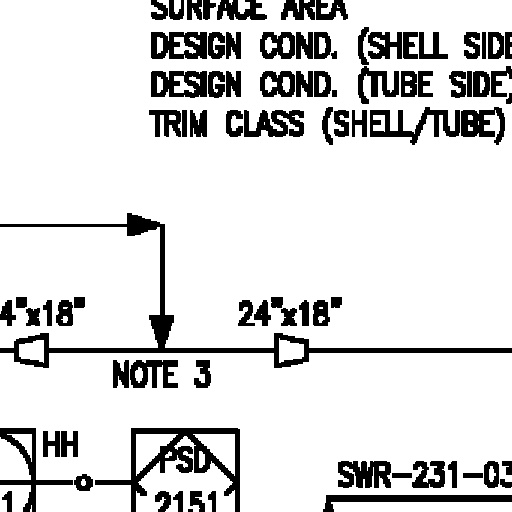 SURFACE AREA
DESIGN COND. (SHELL SIDE
DESIGN COND. (TUBE SIDE)
TRIM CLASS (SHELL/TUBE)
4"x18"
24"x18"
NOTE 3
HH
PSD
2151
1
SWR-231-03